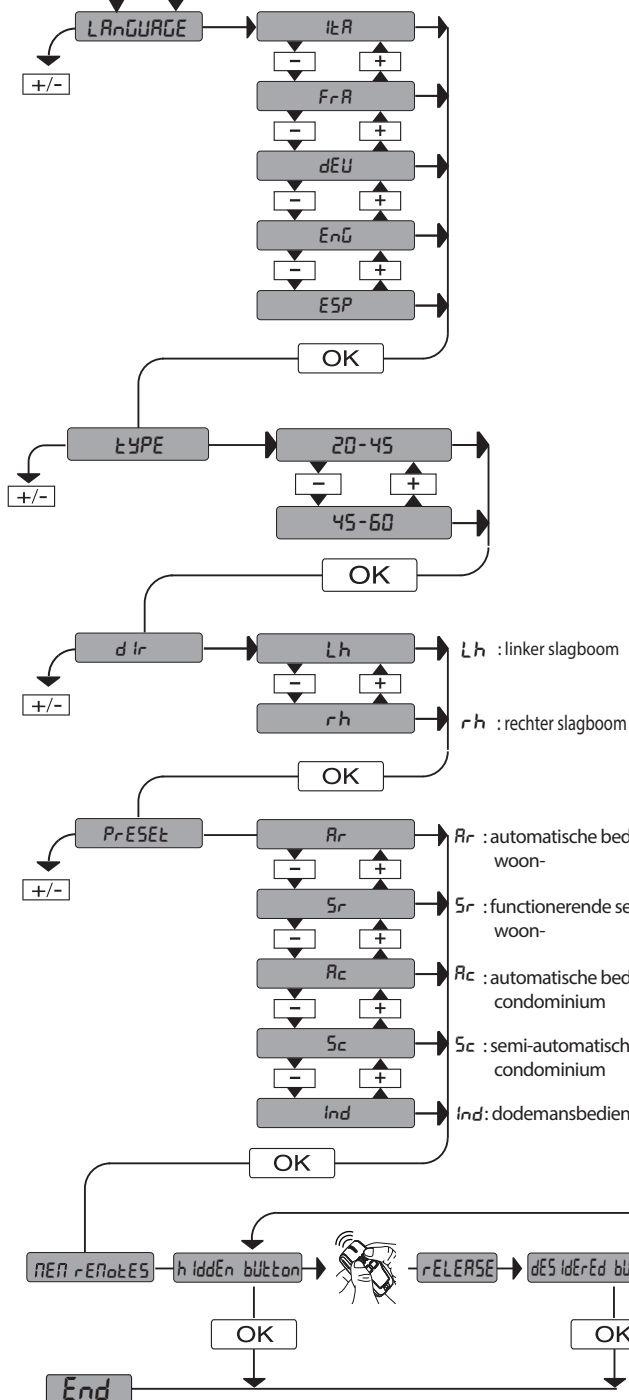 LAnGUAGE
+/-
ItA
- +
FrA
- +
dEU
- +
EnG
- +
ESP
OK
tYPE
+/-
20-45
- +
45-60
OK
dIr
+/-
Lh
Lh : linker slagboom
- +
rh
rh : rechter slagboom
OK
PrESEt
+/-
Ar
Ar : automatische bed
woon-
- +
Sr
Sr : functionerende se
woon-
- +
Ac
Ac : automatische bed
condominium
- +
Sc
Sc : semi-automatisch
condominium
- +
Ind
Ind: dodemansbedien
OK
MEM rEMotES hIddEn bUtton rELEASE dESIdErEd bU
OK OK
End